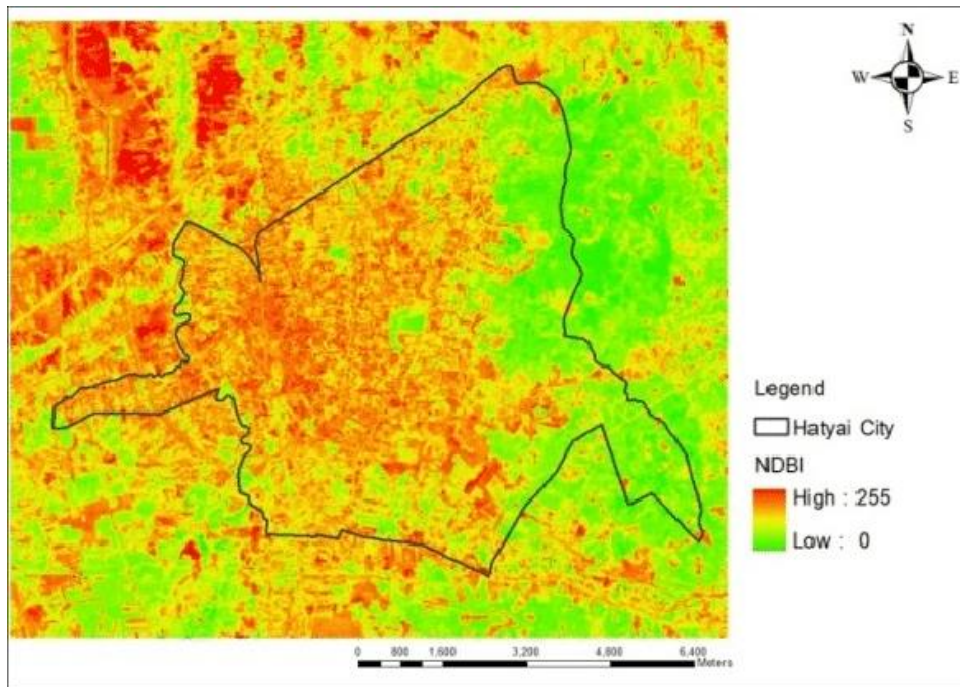 N
W E
S
Legend
Hatyai City
NDBI
High : 255
Low : 0
0 800 1,600 3,200 4,800 6,400
Meters